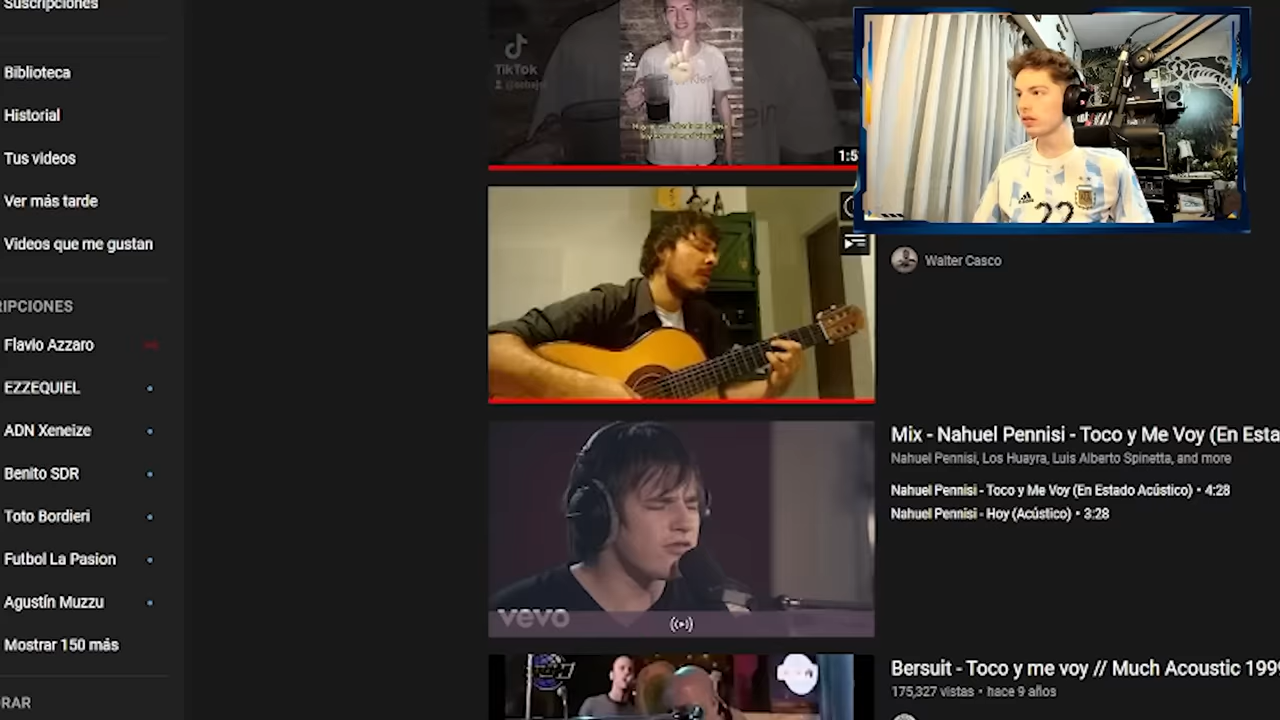 Suscripciones
Biblioteca
Historial
Tus videos
Ver más tarde
Videos que me gustan
RIPCIONES
Flavio Azzaro
EZZEQUIEL
ADN Xeneize
Benito SDR
Toto Bordieri
Futbol La Pasion
Agustín Muzzu
Mostrar 150 más
RAR
TikTok
1:5
adidas
22
Walter Casco
vevo
Mix - Nahuel Pennisi - Toco y Me Voy (En Esta
Nahuel Pennisi, Los Huayra, Luis Alberto Spinetta, and more
Nahuel Pennisi - Toco y Me Voy (En Estado Acústico) • 4:28
Nahuel Pennisi - Hoy (Acústico) • 3:28
Bersuit - Toco y me voy // Much Acoustic 1999
175,327 vistas • hace 9 años